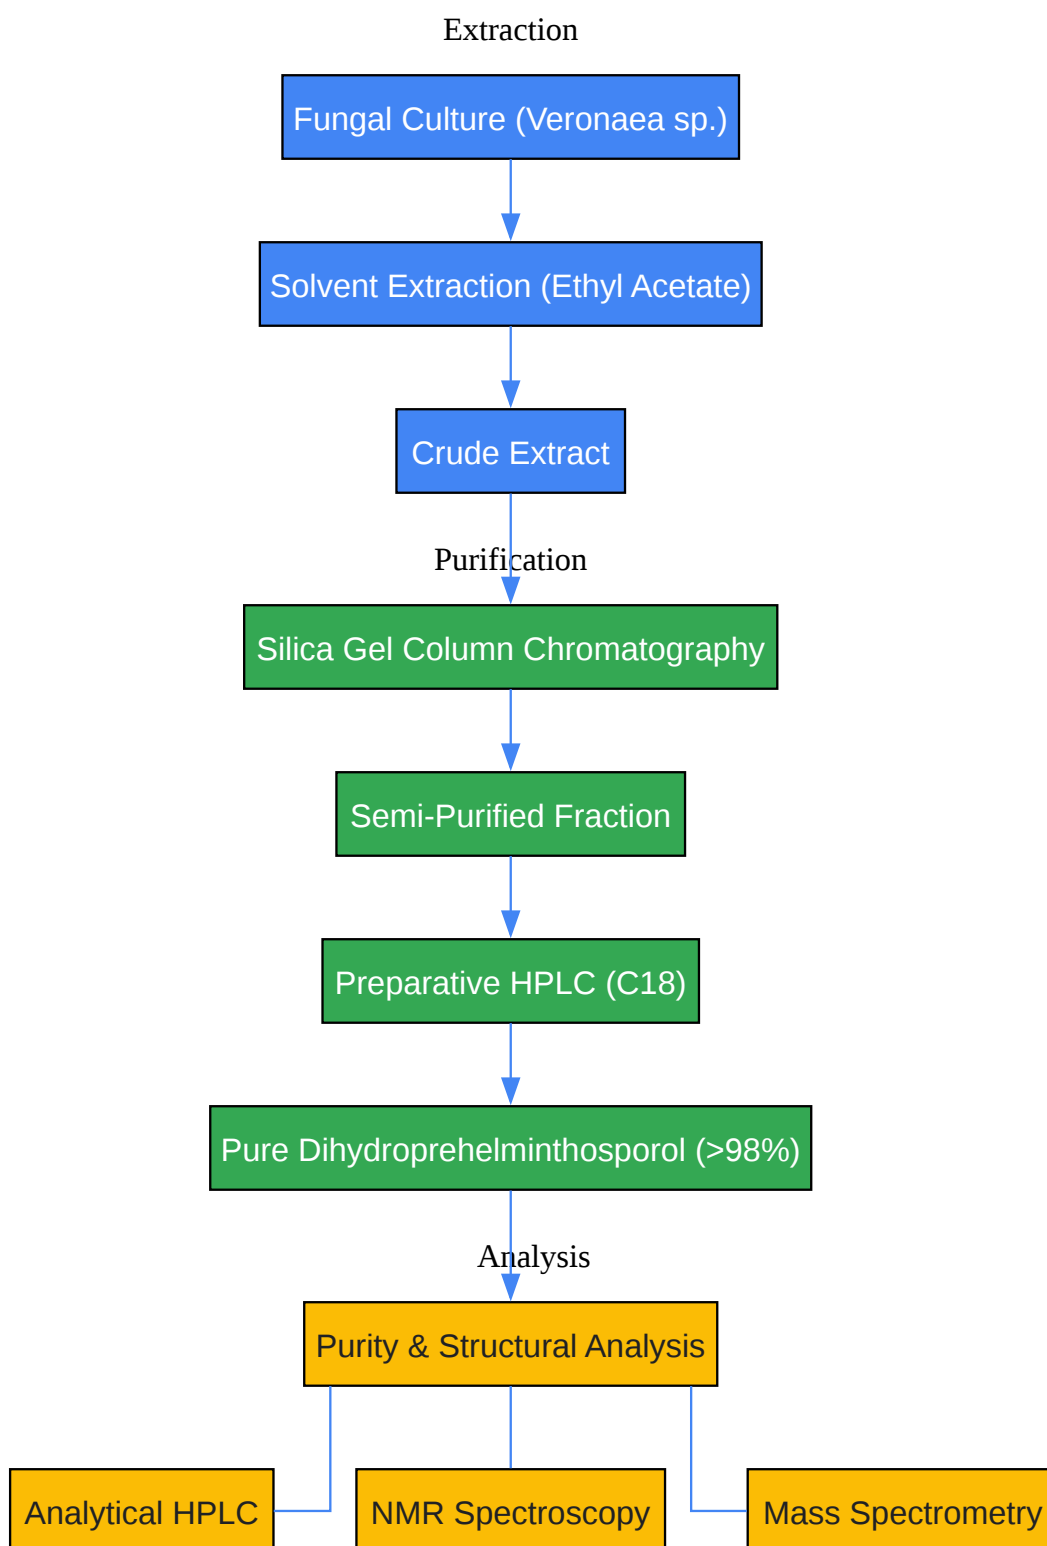 Extraction
Fungal Culture (Veronaea sp.)
Solvent Extraction (Ethyl Acetate)
Crude Extract
Purification
Silica Gel Column Chromatography
Semi-Purified Fraction
Preparative HPLC (C18)
Pure Dihydroprehelminthosporol (>98%)
Analysis
Purity & Structural Analysis
Analytical HPLC
NMR Spectroscopy
Mass Spectrometry